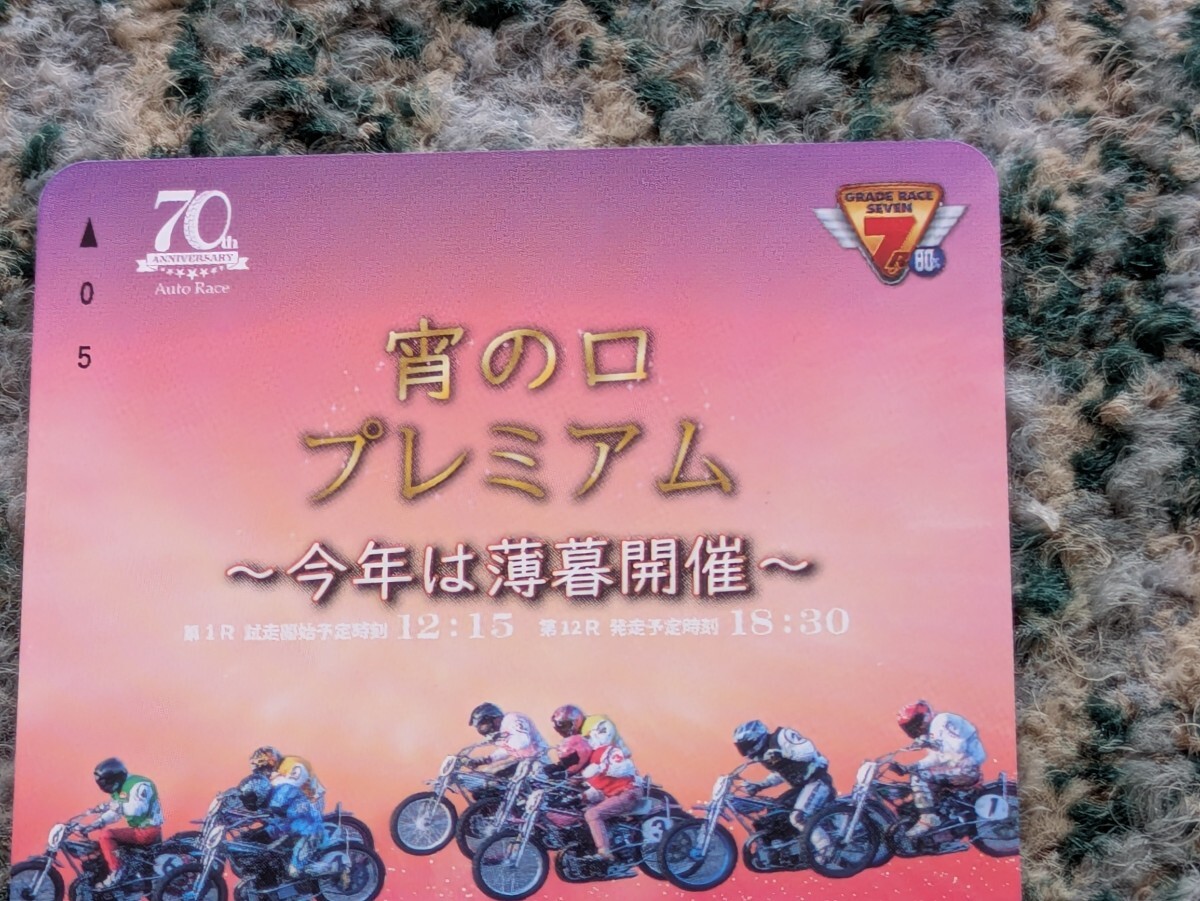 70th
ANNIVERSARY
Auto Race
GRADE RACE
SEVEN
7
0
5
宵の口
プレミアム
～今年は薄暮開催～
第1R 試走開始予定時刻 12:15 第12R 発走予定時刻 18:30
3
1